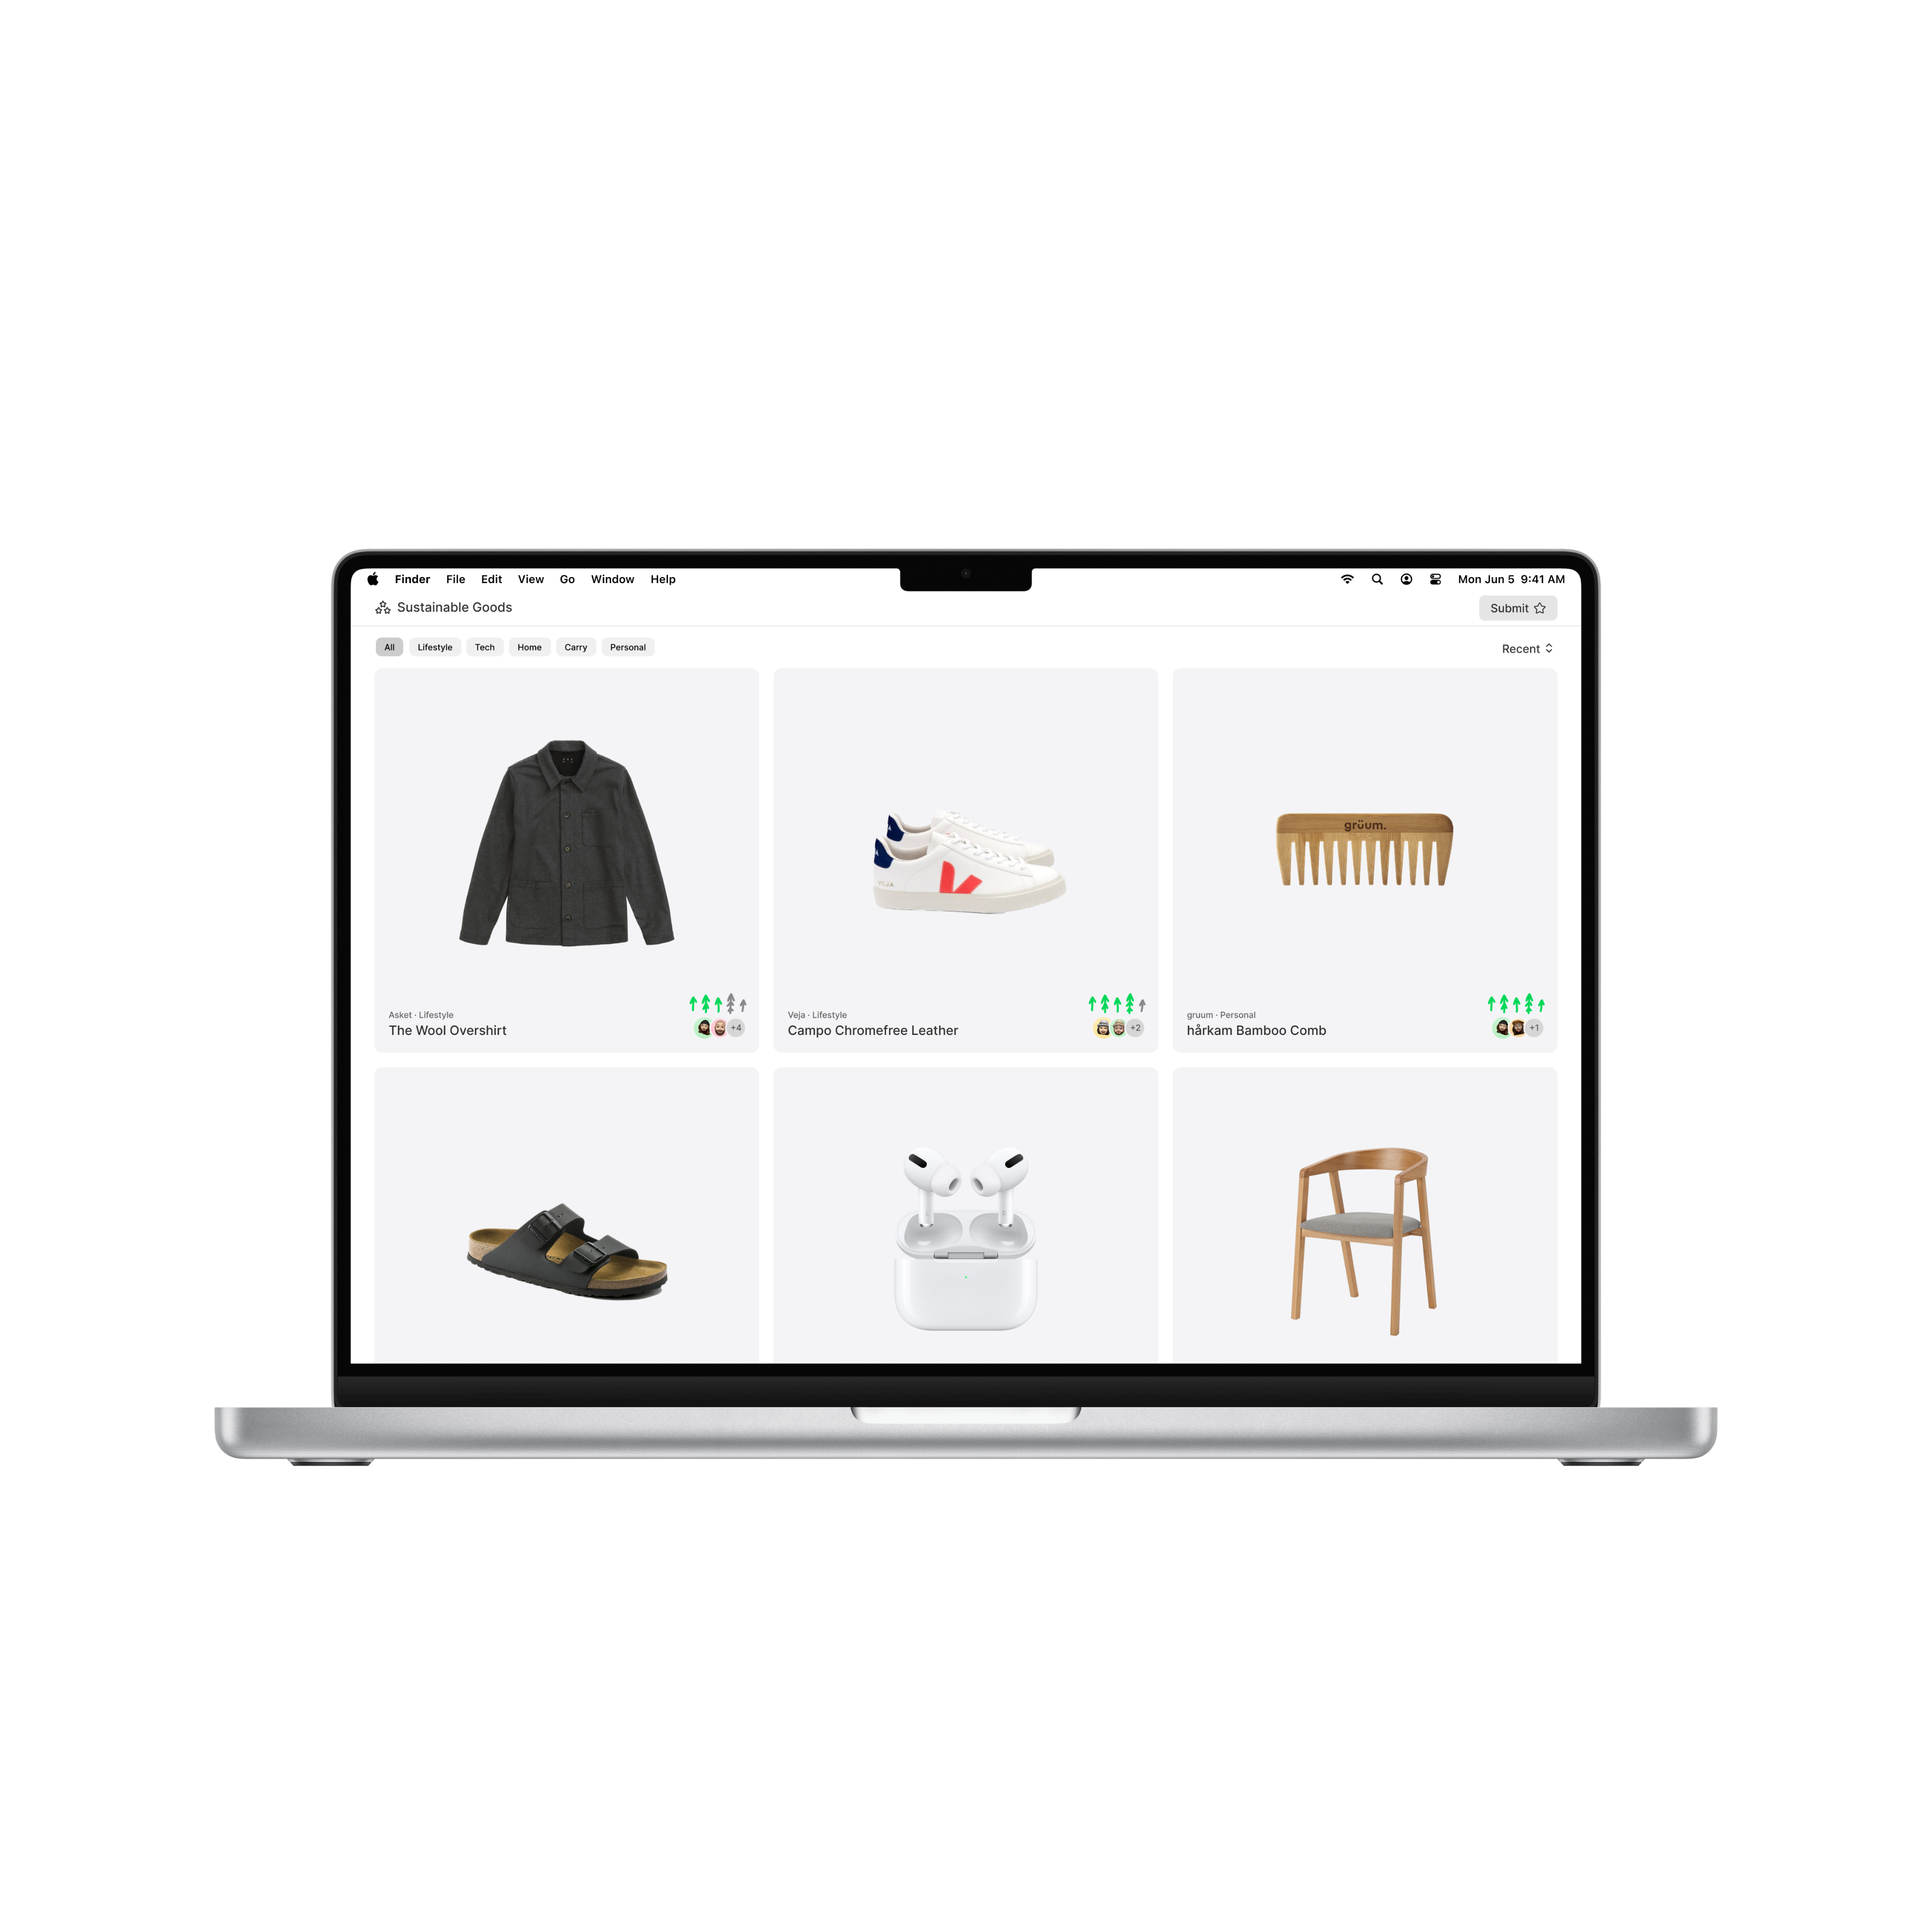 Finder File Edit View Go Window Help
Mon Jun 5 9:41 AM
Sustainable Goods
Submit
All Lifestyle Tech Home Carry Personal
Recent
VEJA
grüum.
Asket · Lifestyle
The Wool Overshirt
+4
Veja · Lifestyle
Campo Chromefree Leather
+2
gruum · Personal
hårkam Bamboo Comb
+1